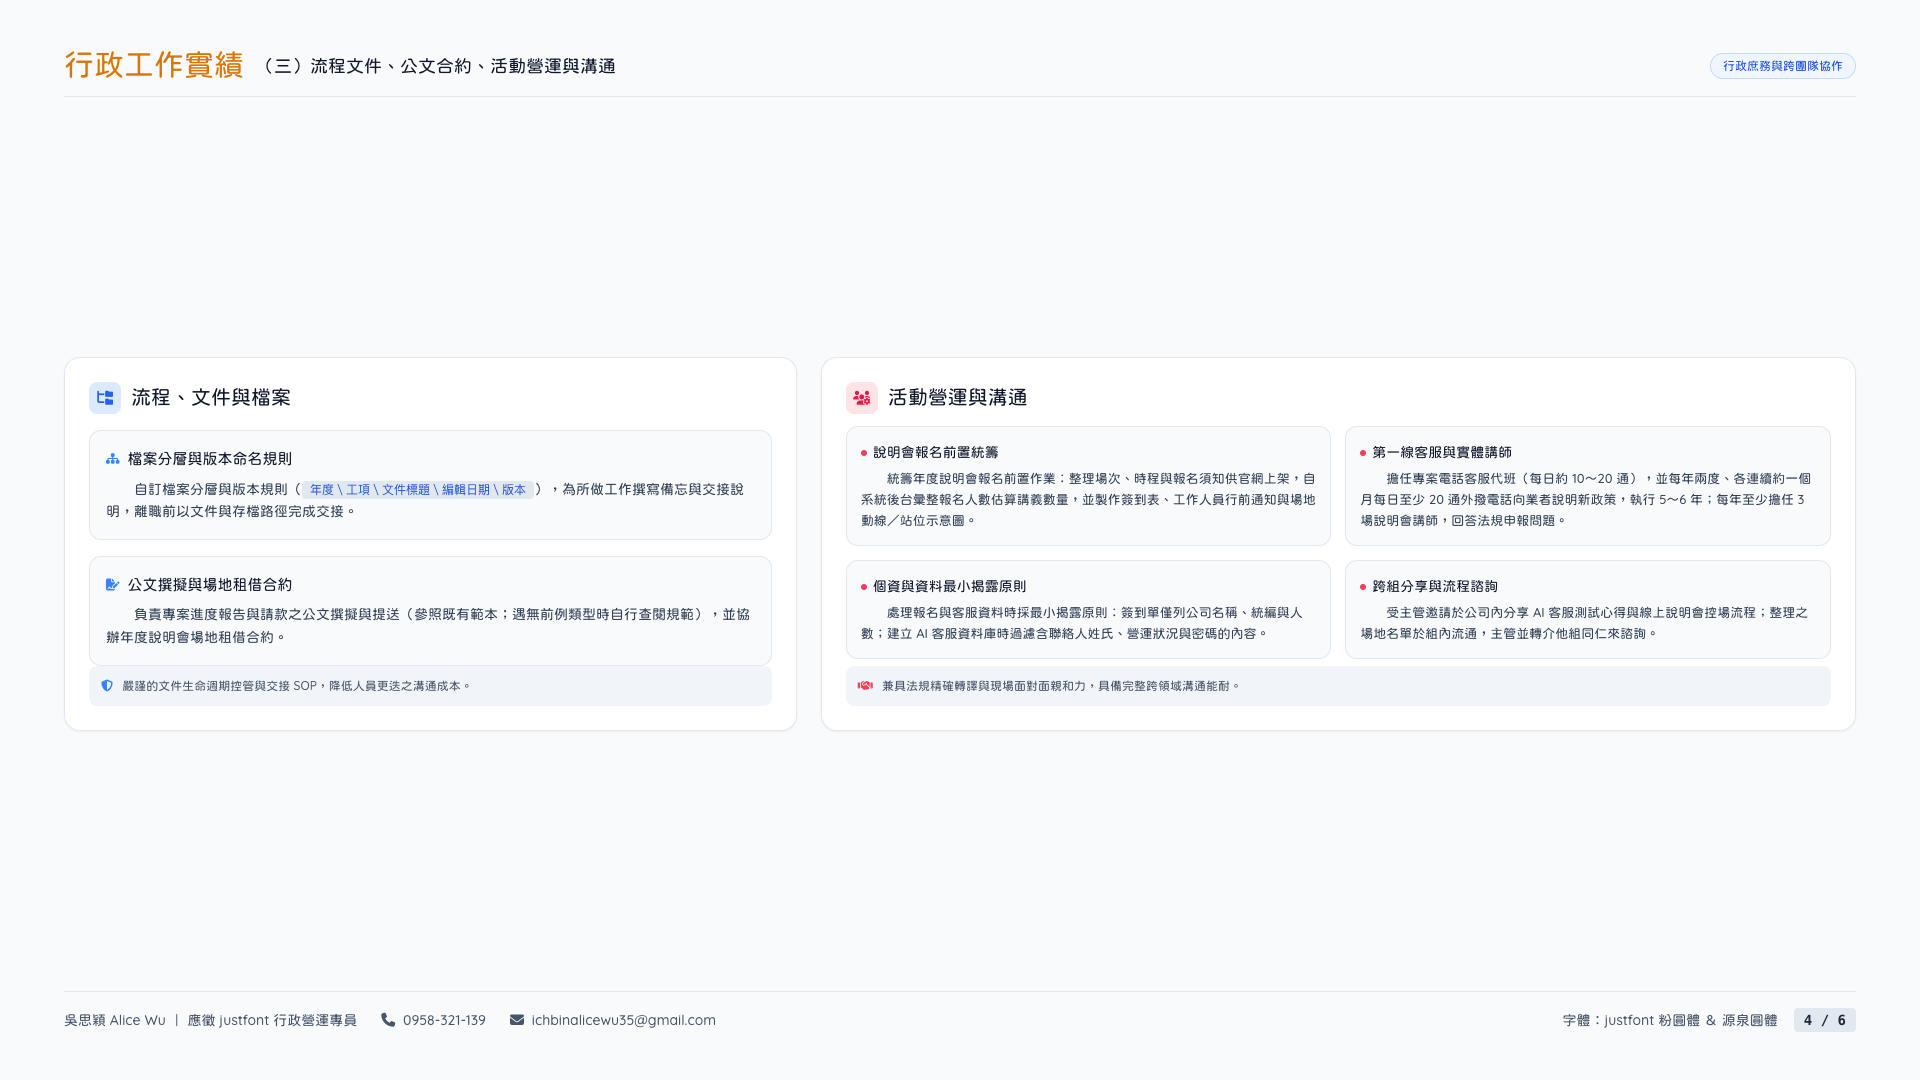 行政工作實績 （三）流程文件、公文合約、活動營運與溝通
行政庶務與跨團隊協作
流程、文件與檔案
檔案分層與版本命名規則
自訂檔案分層與版本規則（年度 \ 工項 \ 文件標題 \ 編輯日期 \ 版本），為所做工作撰寫備忘與交接說
明，離職前以文件與存檔路徑完成交接。
公文撰擬與場地租借合約
負責專案進度報告與請款之公文撰擬與提送（參照既有範本；遇無前例類型時自行查閱規範），並協
辦年度說明會場地租借合約。
嚴謹的文件生命週期控管與交接 SOP，降低人員更迭之溝通成本。
活動營運與溝通
說明會報名前置統籌
統籌年度說明會報名前置作業：整理場次、時程與報名須知供官網上架，自
系統後台彙整報名人數估算講義數量，並製作簽到表、工作人員行前通知與場地
動線／站位示意圖。
第一線客服與實體講師
擔任專案電話客服代班（每日約 10～20 通），並每年兩度、各連續約一個
月每日至少 20 通外撥電話向業者說明新政策，執行 5～6 年；每年至少擔任 3
場說明會講師，回答法規申報問題。
個資與資料最小揭露原則
處理報名與客服資料時採最小揭露原則：簽到單僅列公司名稱、統編與人
數；建立 AI 客服資料庫時過濾含聯絡人姓氏、營運狀況與密碼的內容。
跨組分享與流程諮詢
受主管邀請於公司內分享 AI 客服測試心得與線上說明會控場流程；整理之
場地名單於組內流通，主管並轉介他組同仁來諮詢。
兼具法規精確轉譯與現場面對面親和力，具備完整跨領域溝通能耐。
吳思穎 Alice Wu ｜ 應徵 justfont 行政營運專員 0958-321-139 ichbinalicewu35@gmail.com
字體：justfont 粉圓體 ＆ 源泉圓體 4 / 6